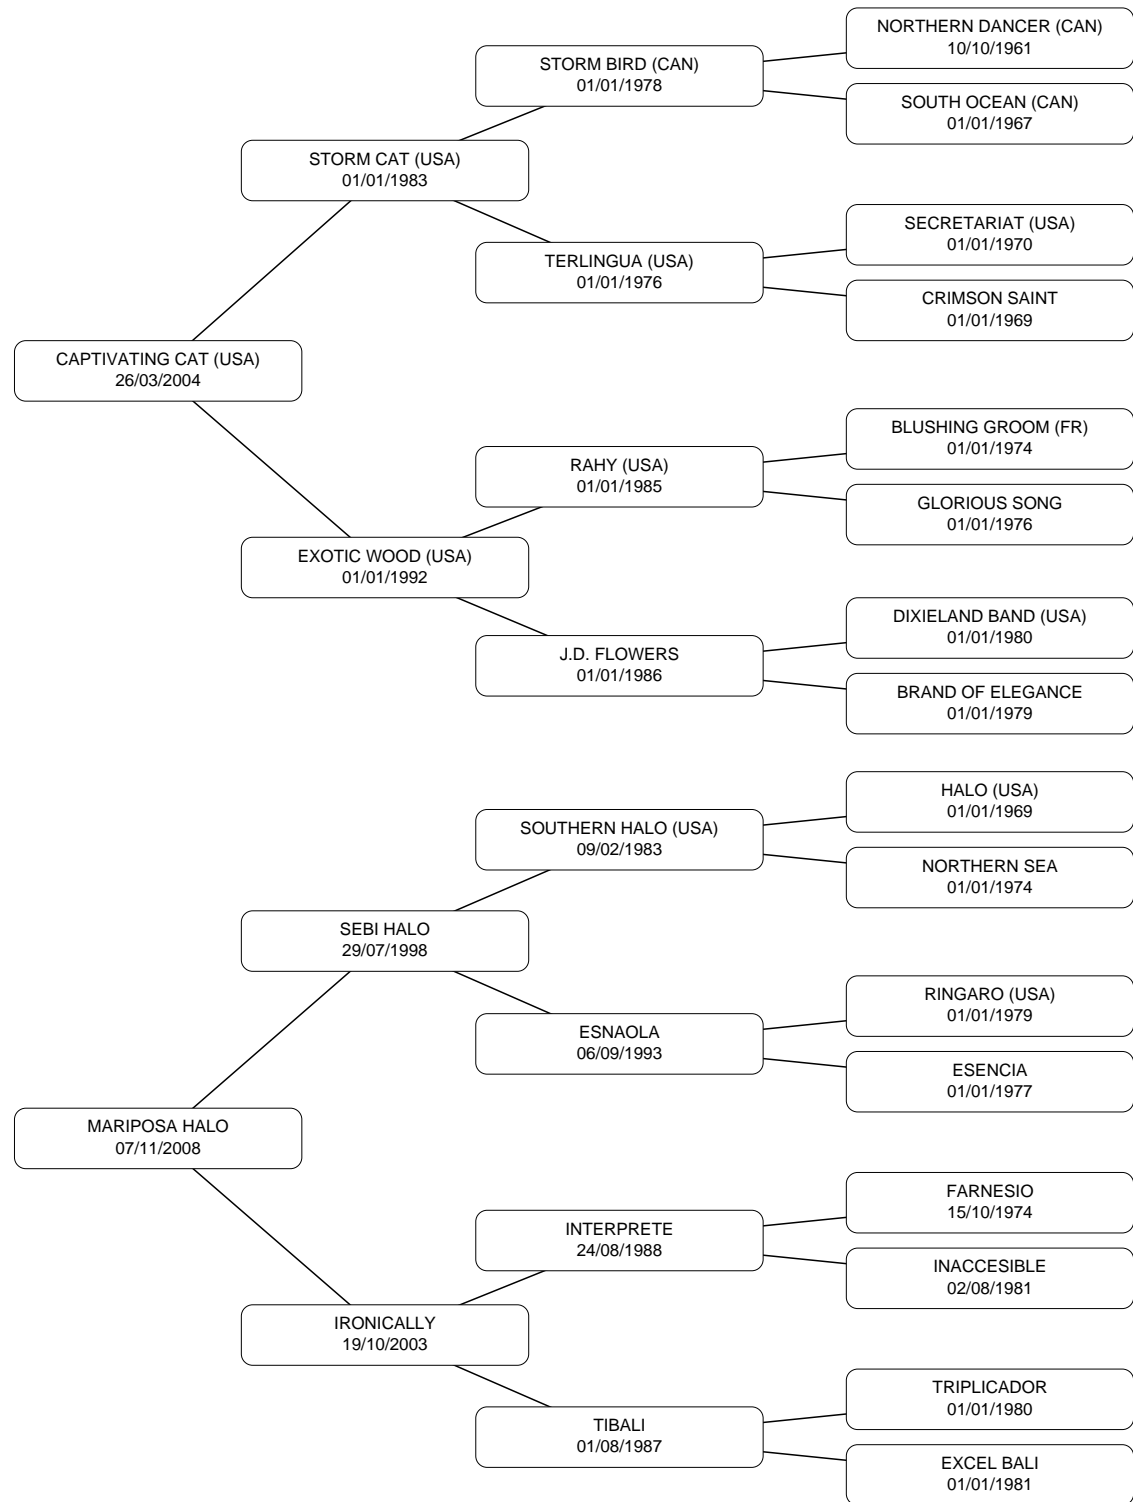 NORTHERN DANCER (CAN)
10/10/1961
STORM BIRD (CAN)
01/01/1978
SOUTH OCEAN (CAN)
01/01/1967
STORM CAT (USA)
01/01/1983
SECRETARIAT (USA)
01/01/1970
TERLINGUA (USA)
01/01/1976
CRIMSON SAINT
01/01/1969
CAPTIVATING CAT (USA)
26/03/2004
BLUSHING GROOM (FR)
01/01/1974
RAHY (USA)
01/01/1985
GLORIOUS SONG
01/01/1976
EXOTIC WOOD (USA)
01/01/1992
DIXIELAND BAND (USA)
01/01/1980
J.D. FLOWERS
01/01/1986
BRAND OF ELEGANCE
01/01/1979
HALO (USA)
01/01/1969
SOUTHERN HALO (USA)
09/02/1983
NORTHERN SEA
01/01/1974
SEBI HALO
29/07/1998
RINGARO (USA)
01/01/1979
ESNAOLA
06/09/1993
ESENCIA
01/01/1977
MARIPOSA HALO
07/11/2008
FARNESIO
15/10/1974
INTERPRETE
24/08/1988
INACCESIBLE
02/08/1981
IRONICALLY
19/10/2003
TRIPLICADOR
01/01/1980
TIBALI
01/08/1987
EXCEL BALI
01/01/1981